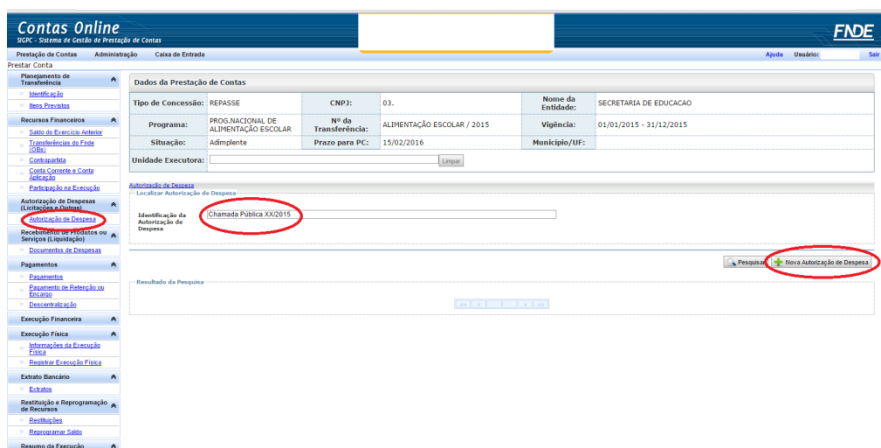 Contas Online
SIGPC - Sistema de Gestão de Prestação de Contas
FNDE
Prestação de Contas Administração Caixa de Entrada
Ajuda Usuário: Sair
Prestar Conta
Planejamento de
Transferência
Identificação
Itens Previstos
Recursos Financeiros
Saldo do Exercício Anterior
Transferências do Fnde
(OBs)
Contrapartida
Conta Corrente e Conta
Aplicação
Participação na Execução
Autorização de Despesas
(Licitações e Outras)
Autorização de Despesa
Recebimento de Produtos ou
Serviços (Liquidação)
Documentos de Despesas
Pagamentos
Pagamentos
Pagamento de Retenção ou
Encargo
Descentralização
Execução Financeira
Execução Física
Informações da Execução
Física
Registrar Execução Física
Extrato Bancário
Extratos
Restituição e Reprogramação
de Recursos
Restituições
Reprogramar Saldo
Resumo da Execução
Dados da Prestação de Contas
Tipo de Concessão: REPASSE CNPJ: 03. Nome da
Entidade: SECRETARIA DE EDUCACAO
Programa: PROG.NACIONAL DE
ALIMENTAÇÃO ESCOLAR Nº da
Transferência: ALIMENTAÇÃO ESCOLAR / 2015 Vigência: 01/01/2015 - 31/12/2015
Situação: Adimplente Prazo para PC: 15/02/2016 Município/UF:
Unidade Executora: Limpar
Autorização de Despesa
Localizar Autorização de Despesa
Identificação da
Autorização de
Despesa
Chamada Pública XX/2015
Pesquisar Nova Autorização de Despesa
Resultado da Pesquisa